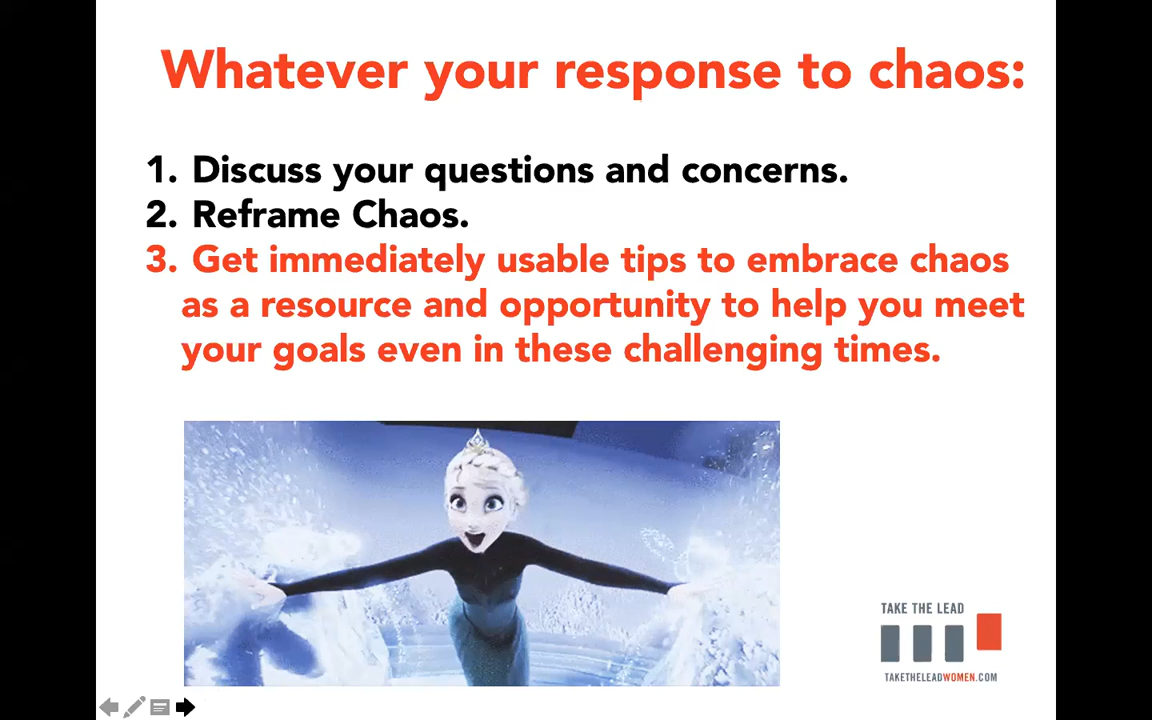 Whatever your response to chaos:
1. Discuss your questions and concerns.
2. Reframe Chaos.
3. Get immediately usable tips to embrace chaos
as a resource and opportunity to help you meet
your goals even in these challenging times.
TAKE THE LEAD
TAKETHELEADWOMEN.COM